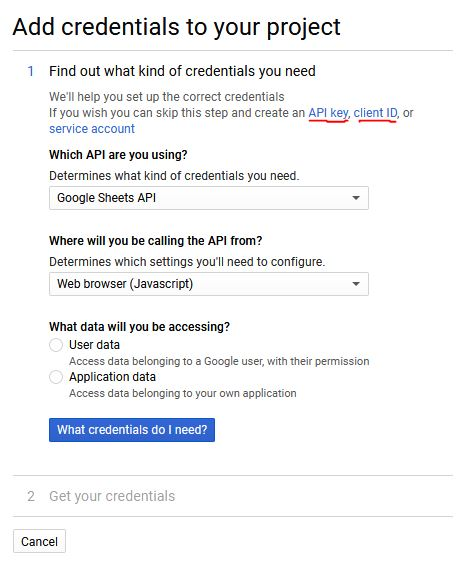 Add credentials to your project
1 Find out what kind of credentials you need
We'll help you set up the correct credentials
If you wish you can skip this step and create an API key, client ID, or
service account
Which API are you using?
Determines what kind of credentials you need.
Google Sheets API
Where will you be calling the API from?
Determines which settings you'll need to configure.
Web browser (Javascript)
What data will you be accessing?
User data
Access data belonging to a Google user, with their permission
Application data
Access data belonging to your own application
What credentials do I need?
2 Get your credentials
Cancel